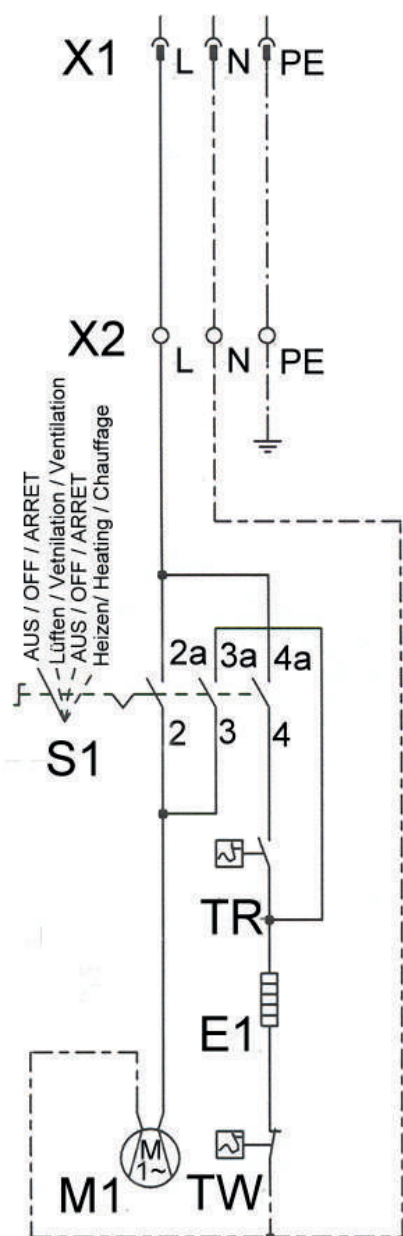 X1 L N PE
X2 L N PE
AUS / OFF / ARRET
Lüften / Vetnilation / Ventilation
AUS / OFF / ARRET
Heizen/ Heating / Chauffage
2a 3a 4a
S1 2 3 4
TR
E1
M1 M 1~ TW